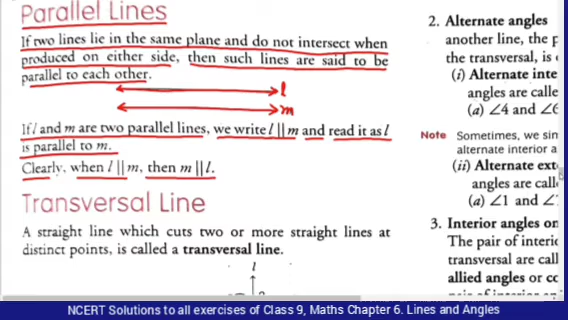 Parallel Lines
If two lines lie in the same plane and do not intersect when
produced on either side, then such lines are said to be
parallel to each other.
l
m
If l and m are two parallel lines, we write l || m and read it as l
is parallel to m.
Clearly, when l || m, then m || l.
Transversal Line
A straight line which cuts two or more straight lines at
distinct points, is called a transversal line.
l
2. Alternate angles
another line, the p
the transversal, is
(i) Alternate inte
angles are calle
(a) ∠4 and ∠6
Note Sometimes, we sin
alternate interior a
(ii) Alternate ext
angles are call
(a) ∠1 and ∠
3. Interior angles on
The pair of interic
transversal are call
allied angles or co
NCERT Solutions to all exercises of Class 9, Maths Chapter 6. Lines and Angles